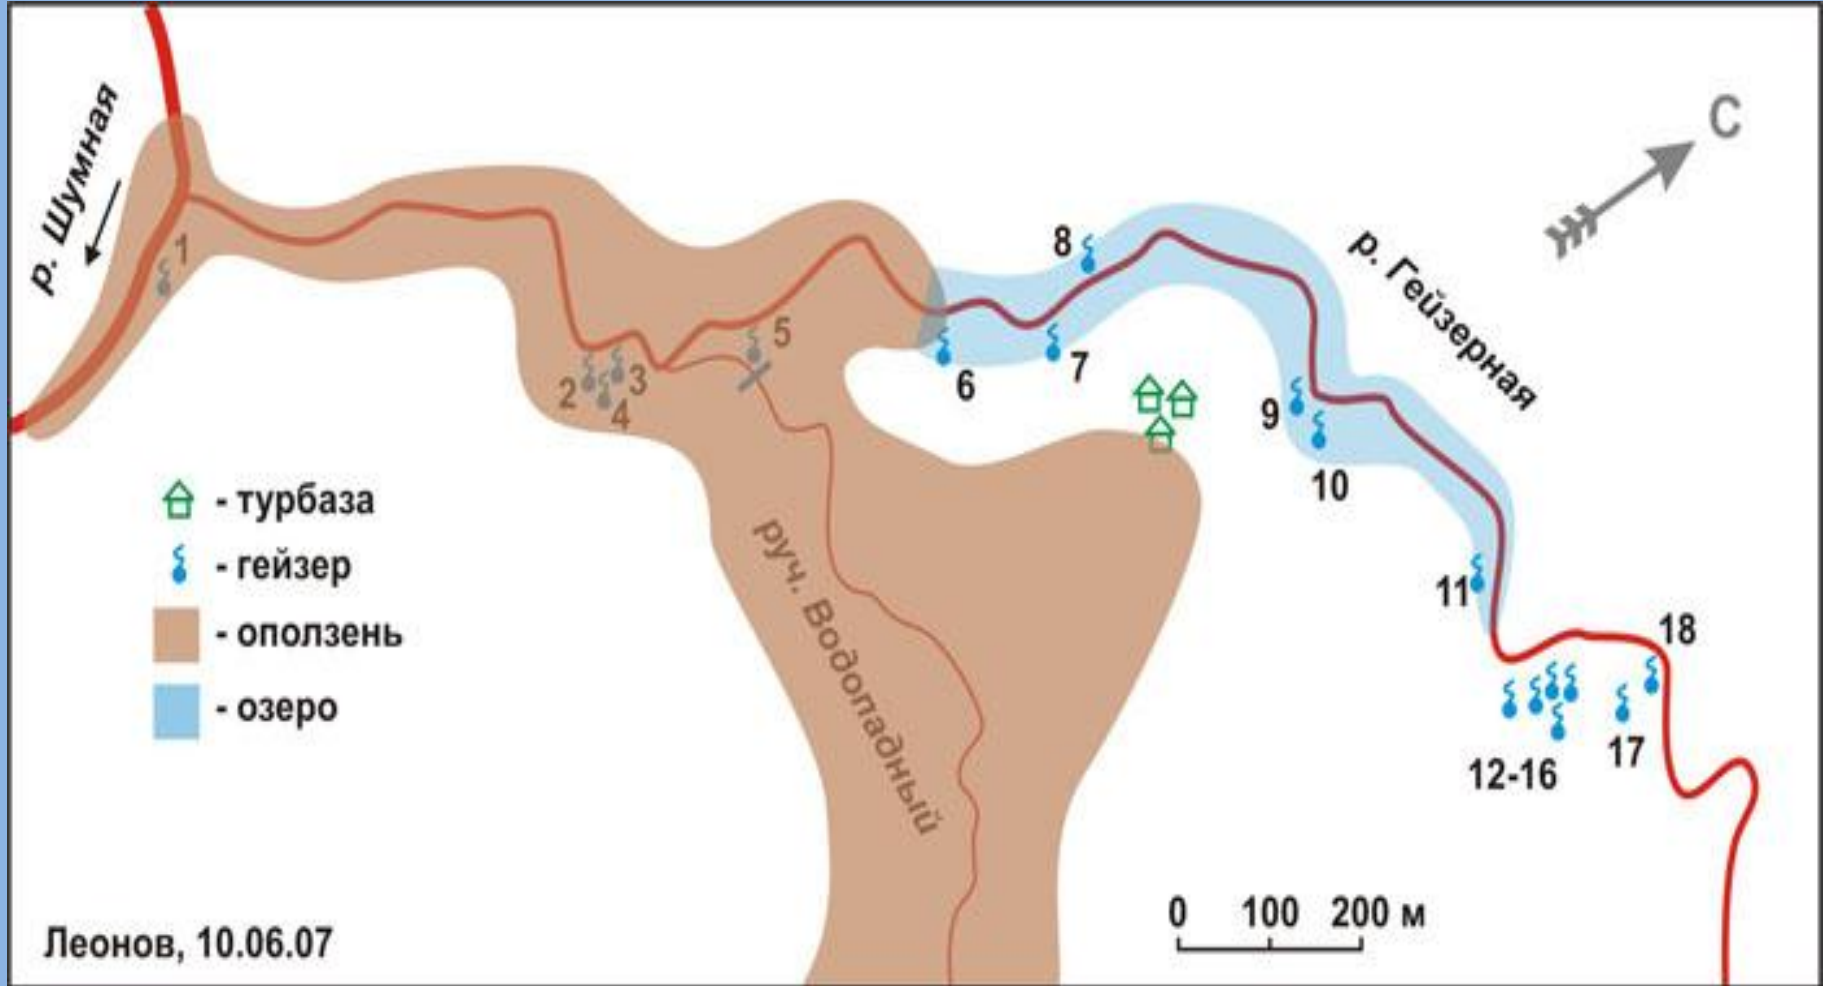 р. Шумная
С
р. Гейзерная
1
2
3
4
5
6
7
8
9
10
11
12-16
17
18
руч. Водопадный
- турбаза
- гейзер
- оползень
- озеро
0 100 200 м
Леонов, 10.06.07